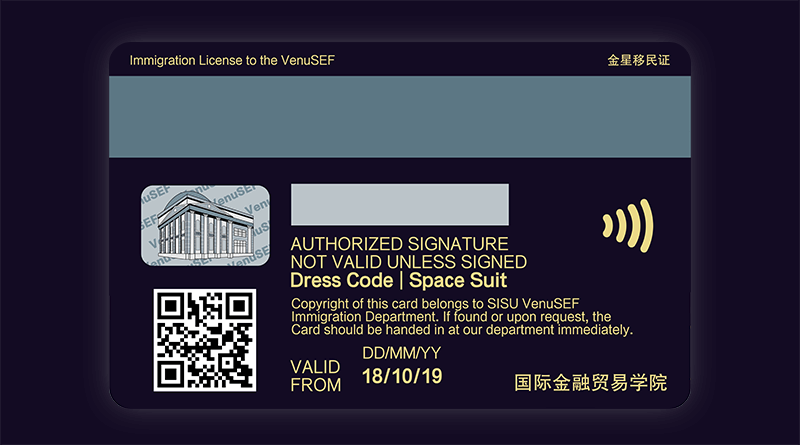 Immigration License to the VenuSEF
金星移民证
VenuSEF
VenuSEF
VenuSEF
AUTHORIZED SIGNATURE
NOT VALID UNLESS SIGNED
Dress Code | Space Suit
Copyright of this card belongs to SISU VenuSEF
Immigration Department. If found or upon request, the
Card should be handed in at our department immediately.
DD/MM/YY
VALID
FROM
18/10/19
国际金融贸易学院